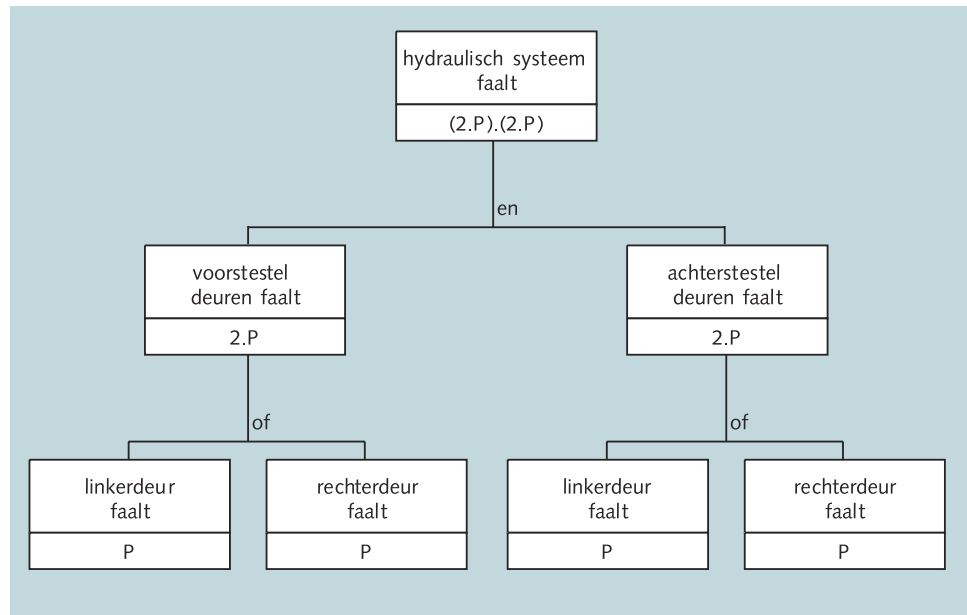 hydraulisch systeem
faalt
(2.P).(2.P)
en
voorstestel
deuren faalt
2.P
achterstestel
deuren faalt
2.P
of
of
linkerdeur
faalt
P
rechterdeur
faalt
P
linkerdeur
faalt
P
rechterdeur
faalt
P